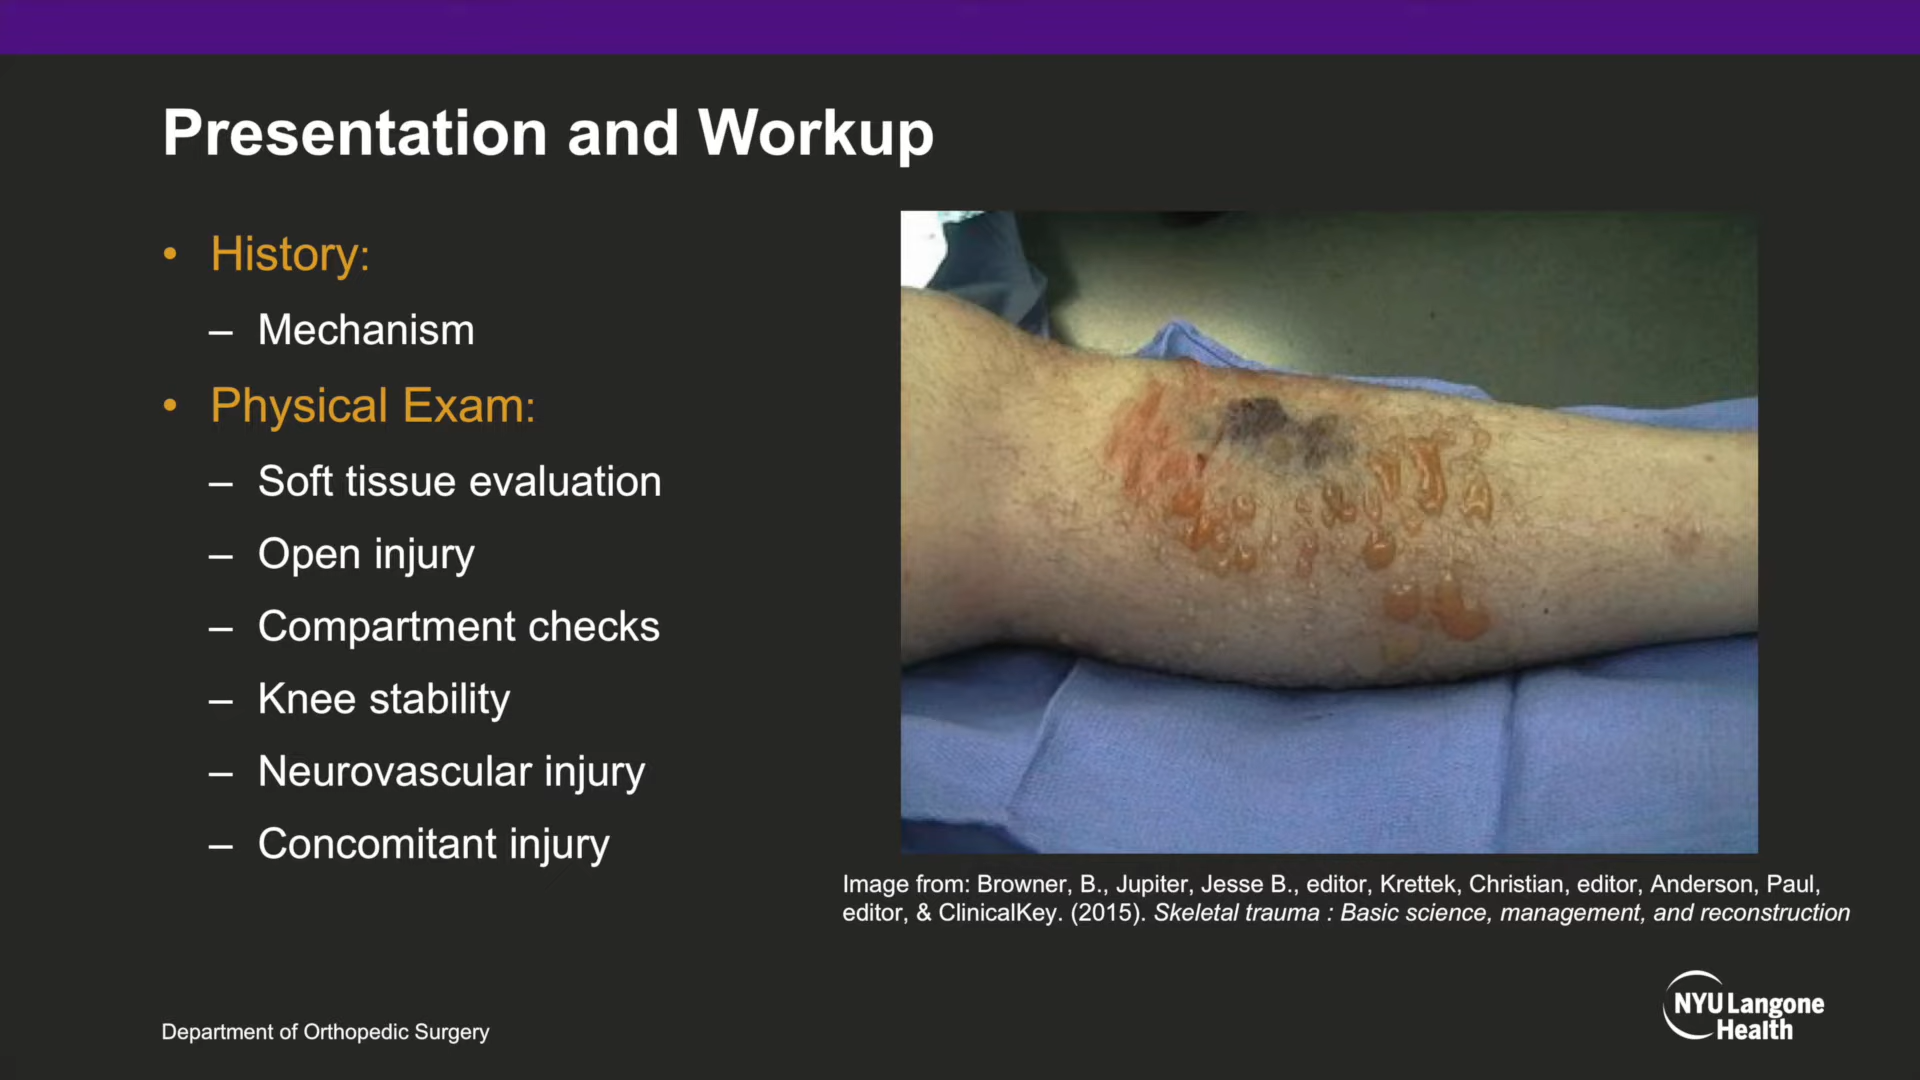 Presentation and Workup
• History:
– Mechanism
• Physical Exam:
– Soft tissue evaluation
– Open injury
– Compartment checks
– Knee stability
– Neurovascular injury
– Concomitant injury
Image from: Browner, B., Jupiter, Jesse B., editor, Krettek, Christian, editor, Anderson, Paul,
editor, & ClinicalKey. (2015). Skeletal trauma : Basic science, management, and reconstruction
Department of Orthopedic Surgery
NYU Langone
Health